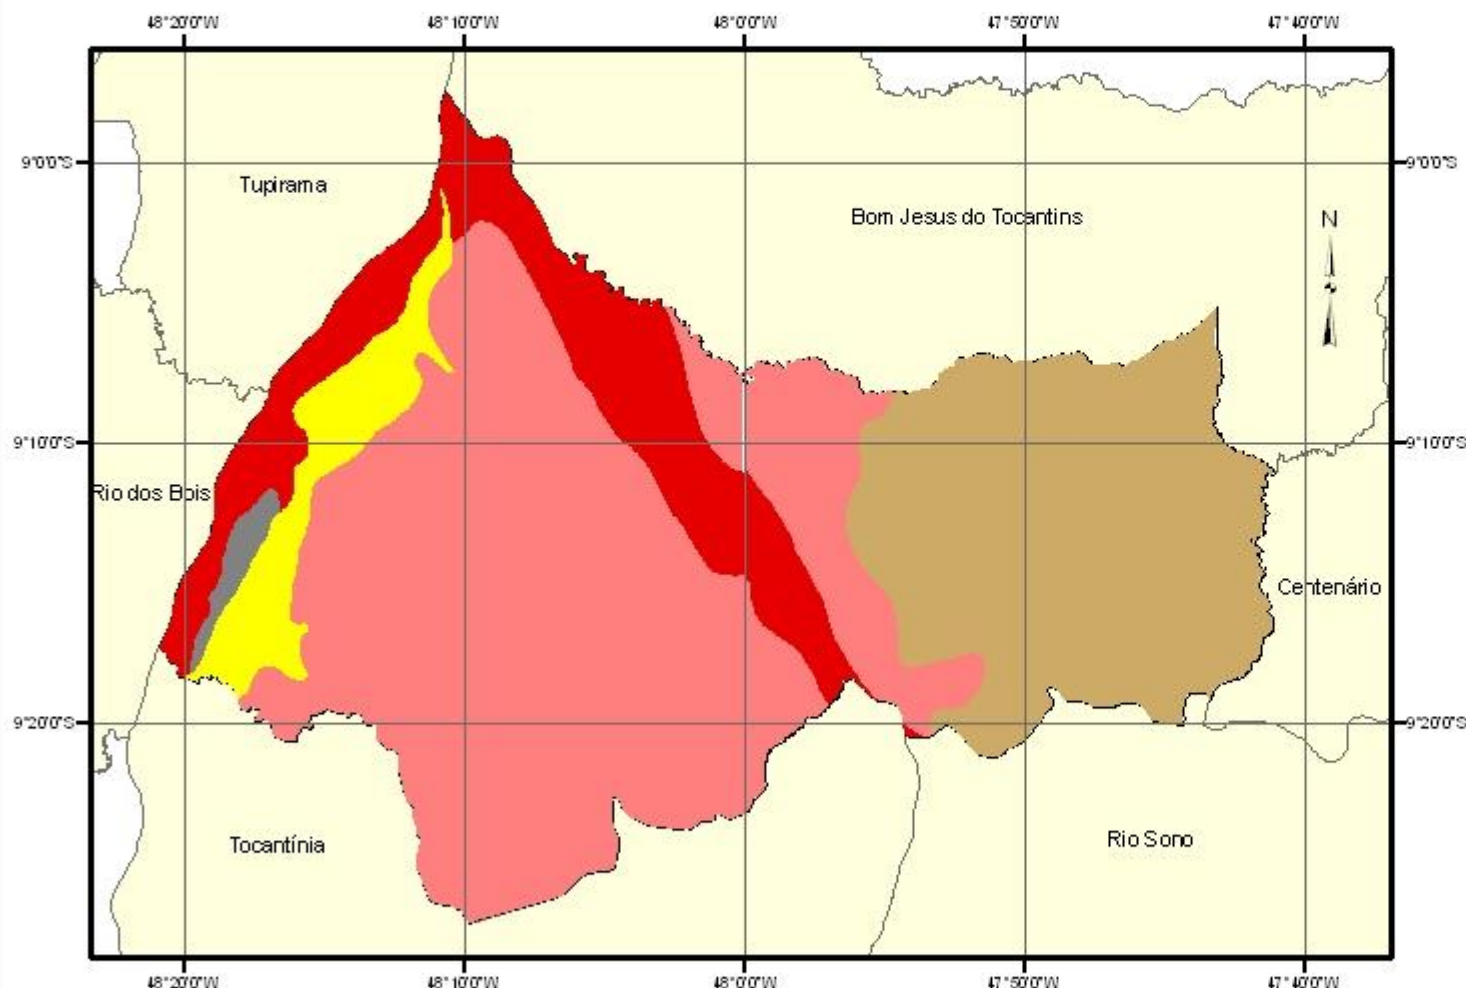 48°20'0"W 48°10'0"W 48°0'0"W 47°50'0"W 47°40'0"W
9°0'0"S 9°0'0"S
Tupirama
Bom Jesus do Tocantins
N
9°10'0"S 9°10'0"S
Rio dos Bois
Centenário
9°20'0"S 9°20'0"S
Tocantínia
Rio Sono
48°20'0"W 48°10'0"W 48°0'0"W 47°50'0"W 47°40'0"W